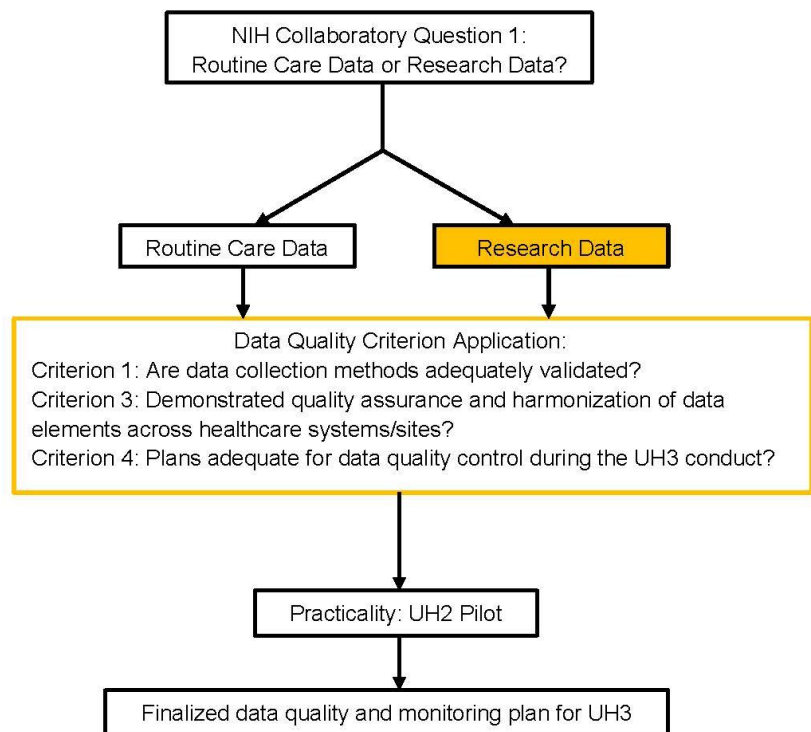 NIH Collaboratory Question 1:
Routine Care Data or Research Data?
Routine Care Data
Research Data
Data Quality Criterion Application:
Criterion 1: Are data collection methods adequately validated?
Criterion 3: Demonstrated quality assurance and harmonization of data
elements across healthcare systems/sites?
Criterion 4: Plans adequate for data quality control during the UH3 conduct?
Practicality: UH2 Pilot
Finalized data quality and monitoring plan for UH3